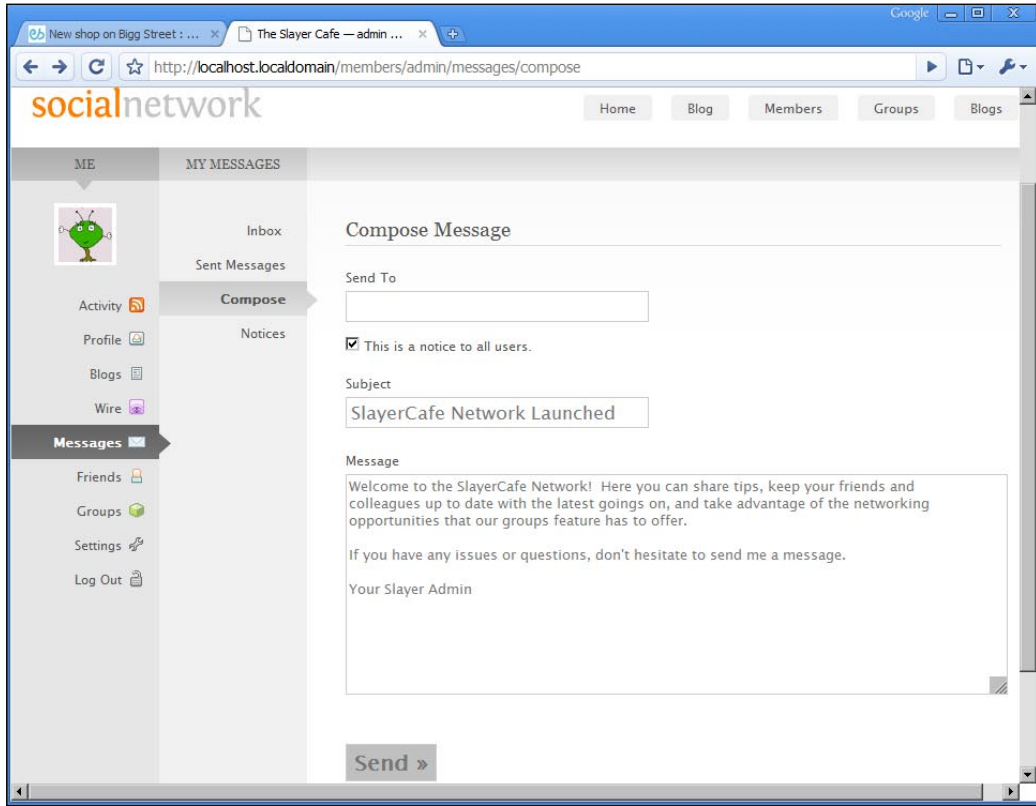 Google
New shop on Bigg Street : ...
The Slayer Cafe — admin ...
http://localhost.localdomain/members/admin/messages/compose
socialnetwork
Home
Blog
Members
Groups
Blogs
ME
MY MESSAGES
Inbox
Sent Messages
Compose
Notices
Activity
Profile
Blogs
Wire
Messages
Friends
Groups
Settings
Log Out
Compose Message
Send To
This is a notice to all users.
Subject
SlayerCafe Network Launched
Message
Welcome to the SlayerCafe Network! Here you can share tips, keep your friends and
colleagues up to date with the latest goings on, and take advantage of the networking
opportunities that our groups feature has to offer.
If you have any issues or questions, don't hesitate to send me a message.
Your Slayer Admin
Send »